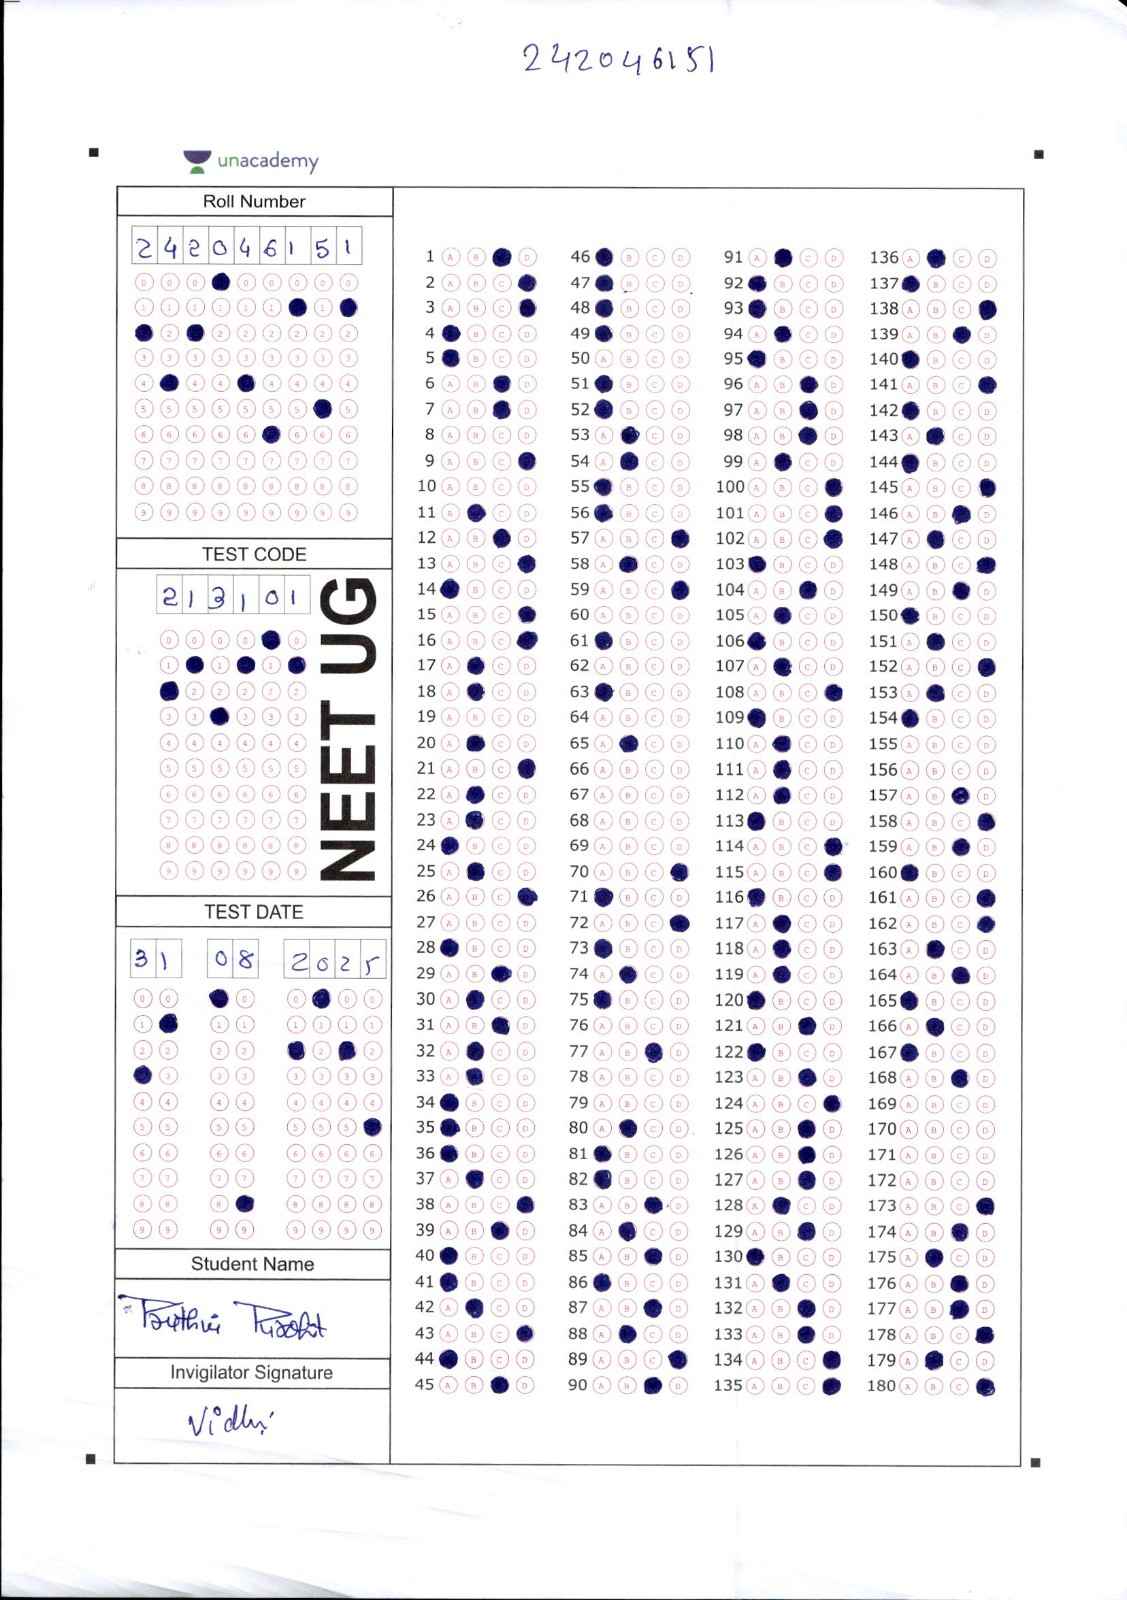 242046151
unacademy
Roll Number
2 4 2 0 4 6 1 5 1
TEST CODE
2 1 3 1 0 1
NEET UG
TEST DATE
3 1 0 8 2 0 2 5
Student Name
Invigilator Signature
Vidhi
1 A B D 46 B C D 91 A C D 136 A C D
2 A B C 47 B C D 92 B C D 137 B C D
3 A B C 48 B C D 93 B C D 138 A B C
4 B C D 49 B C D 94 A C D 139 A B D
5 B C D 50 A B C D 95 B C D 140 B C D
6 A B D 51 B C D 96 A B D 141 A B C
7 A B D 52 B C D 97 A B D 142 B C D
8 A B C D 53 A C D 98 A B D 143 A C D
9 A B C 54 A C D 99 A C D 144 B C D
10 A B C D 55 B C D 100 A B C 145 A B C
11 A C D 56 B C D 101 A B C 146 A B D
12 A B D 57 A B C 102 A B C 147 A C D
13 A B C 58 A C D 103 B C D 148 A B C
14 B C D 59 A B C 104 A B D 149 A B D
15 A B C 60 A B C D 105 A C D 150 B C D
16 A B C 61 B C D 106 B C D 151 A C D
17 A C D 62 A B C D 107 A C D 152 A B C
18 A C D 63 B C D 108 A B C 153 A C D
19 A B C D 64 A B C D 109 B C D 154 B C D
20 A C D 65 A C D 110 A C D 155 A B C D
21 A B C 66 A B C D 111 A C D 156 A B C D
22 A C D 67 A B C D 112 A C D 157 A B D
23 A C D 68 A B C D 113 B C D 158 A B C
24 B C D 69 A B C D 114 A B C 159 A B D
25 A C D 70 A B C 115 A B C 160 B C D
26 A B C 71 B C D 116 B C D 161 A B C
27 A B C D 72 A B C 117 A C D 162 A B C
28 B C D 73 B C D 118 A C D 163 A C D
29 A B D 74 A C D 119 A C D 164 A B D
30 A C D 75 B C D 120 B C D 165 B C D
31 A B D 76 A B C D 121 A B D 166 A C D
32 A C D 77 A B D 122 B C D 167 B C D
33 A C D 78 A B C D 123 A B D 168 A B D
34 B C D 79 A B C D 124 A B C 169 A B C D
35 B C D 80 A C D 125 A B D 170 A B C D
36 B C D 81 B C D 126 A B D 171 A B C D
37 A C D 82 B C D 127 A B D 172 A B C D
38 A B C 83 A B D 128 A C D 173 A B C
39 A B D 84 A C D 129 A B D 174 A B D
40 B C D 85 A B D 130 B C D 175 A C D
41 B C D 86 B C D 131 A C D 176 A B D
42 A C D 87 A B D 132 A B D 177 A B D
43 A B C 88 A C D 133 A B D 178 A B C
44 B C D 89 A B C 134 A B C 179 A C D
45 A B D 90 A B D 135 A B C 180 A B C